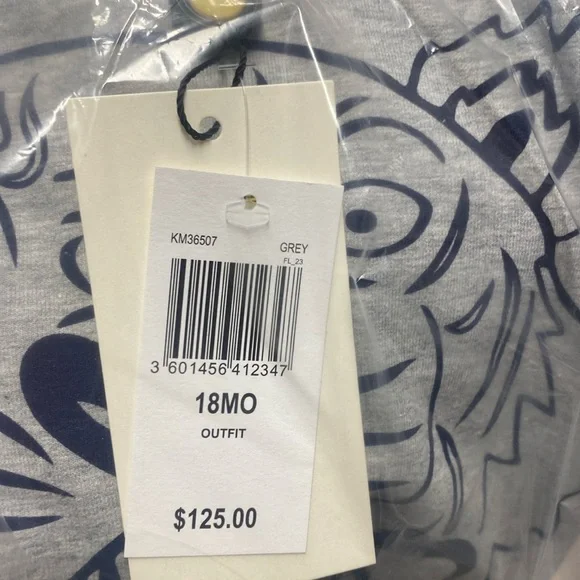 KM36507 GREY
FL_23
3 601456 412347
18MO
OUTFIT
$125.00